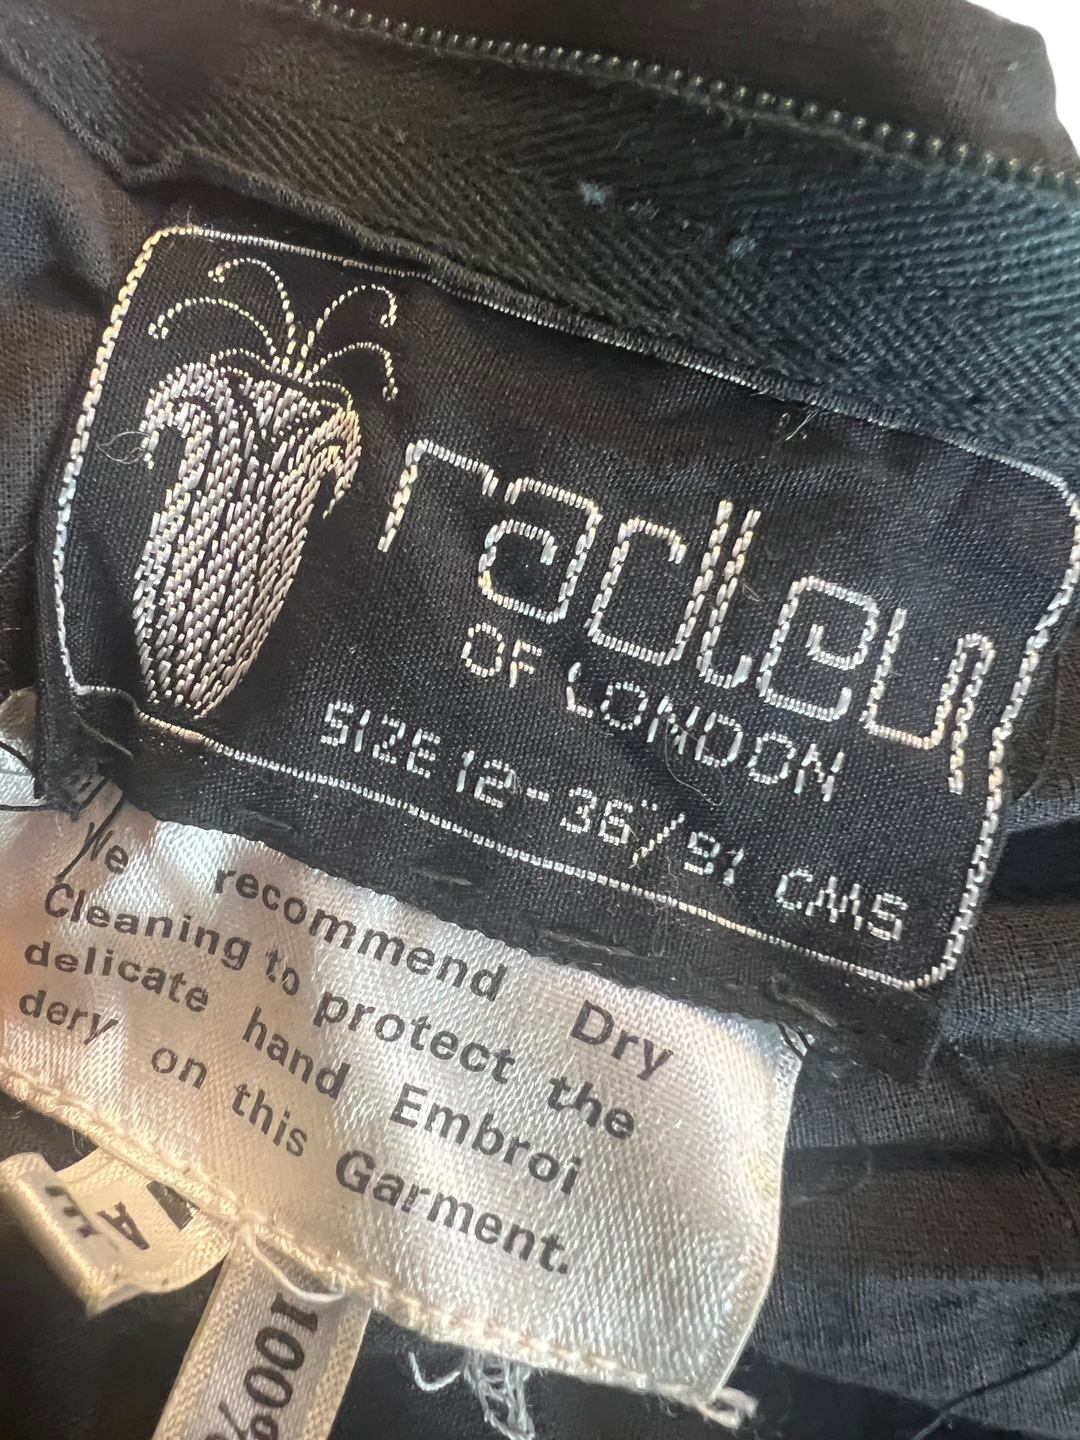 radley
OF LONDON
SIZE 12-36"/91 CMS
We recommend Dry
Cleaning to protect the
delicate hand Embroi
dery on this Garment.
100%